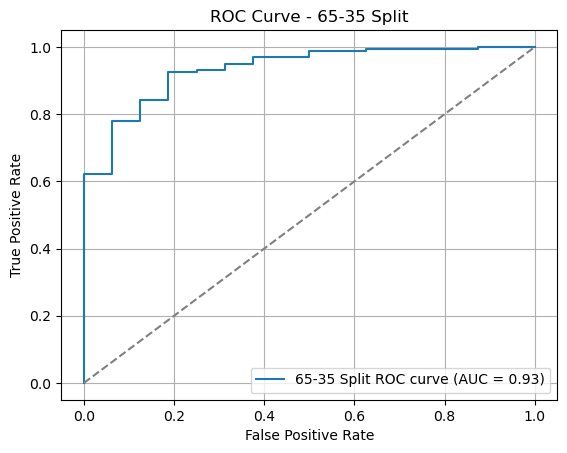 ROC Curve - 65-35 Split
True Positive Rate
1.0
0.8
0.6
0.4
0.2
0.0
65-35 Split ROC curve (AUC = 0.93)
0.0 0.2 0.4 0.6 0.8 1.0
False Positive Rate